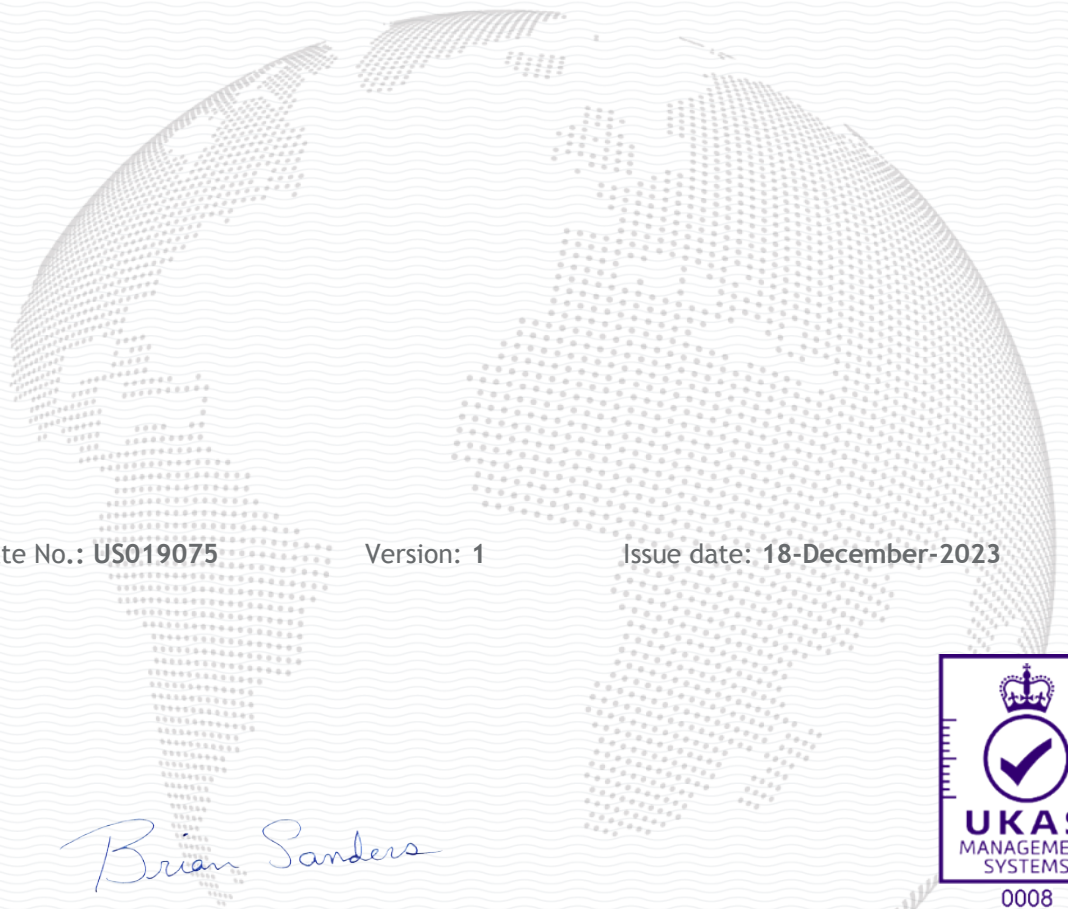 te No.: US019075 Version: 1 Issue date: 18-December-2023
Brian Sanders
UKAS
MANAGEME
SYSTEMS
0008